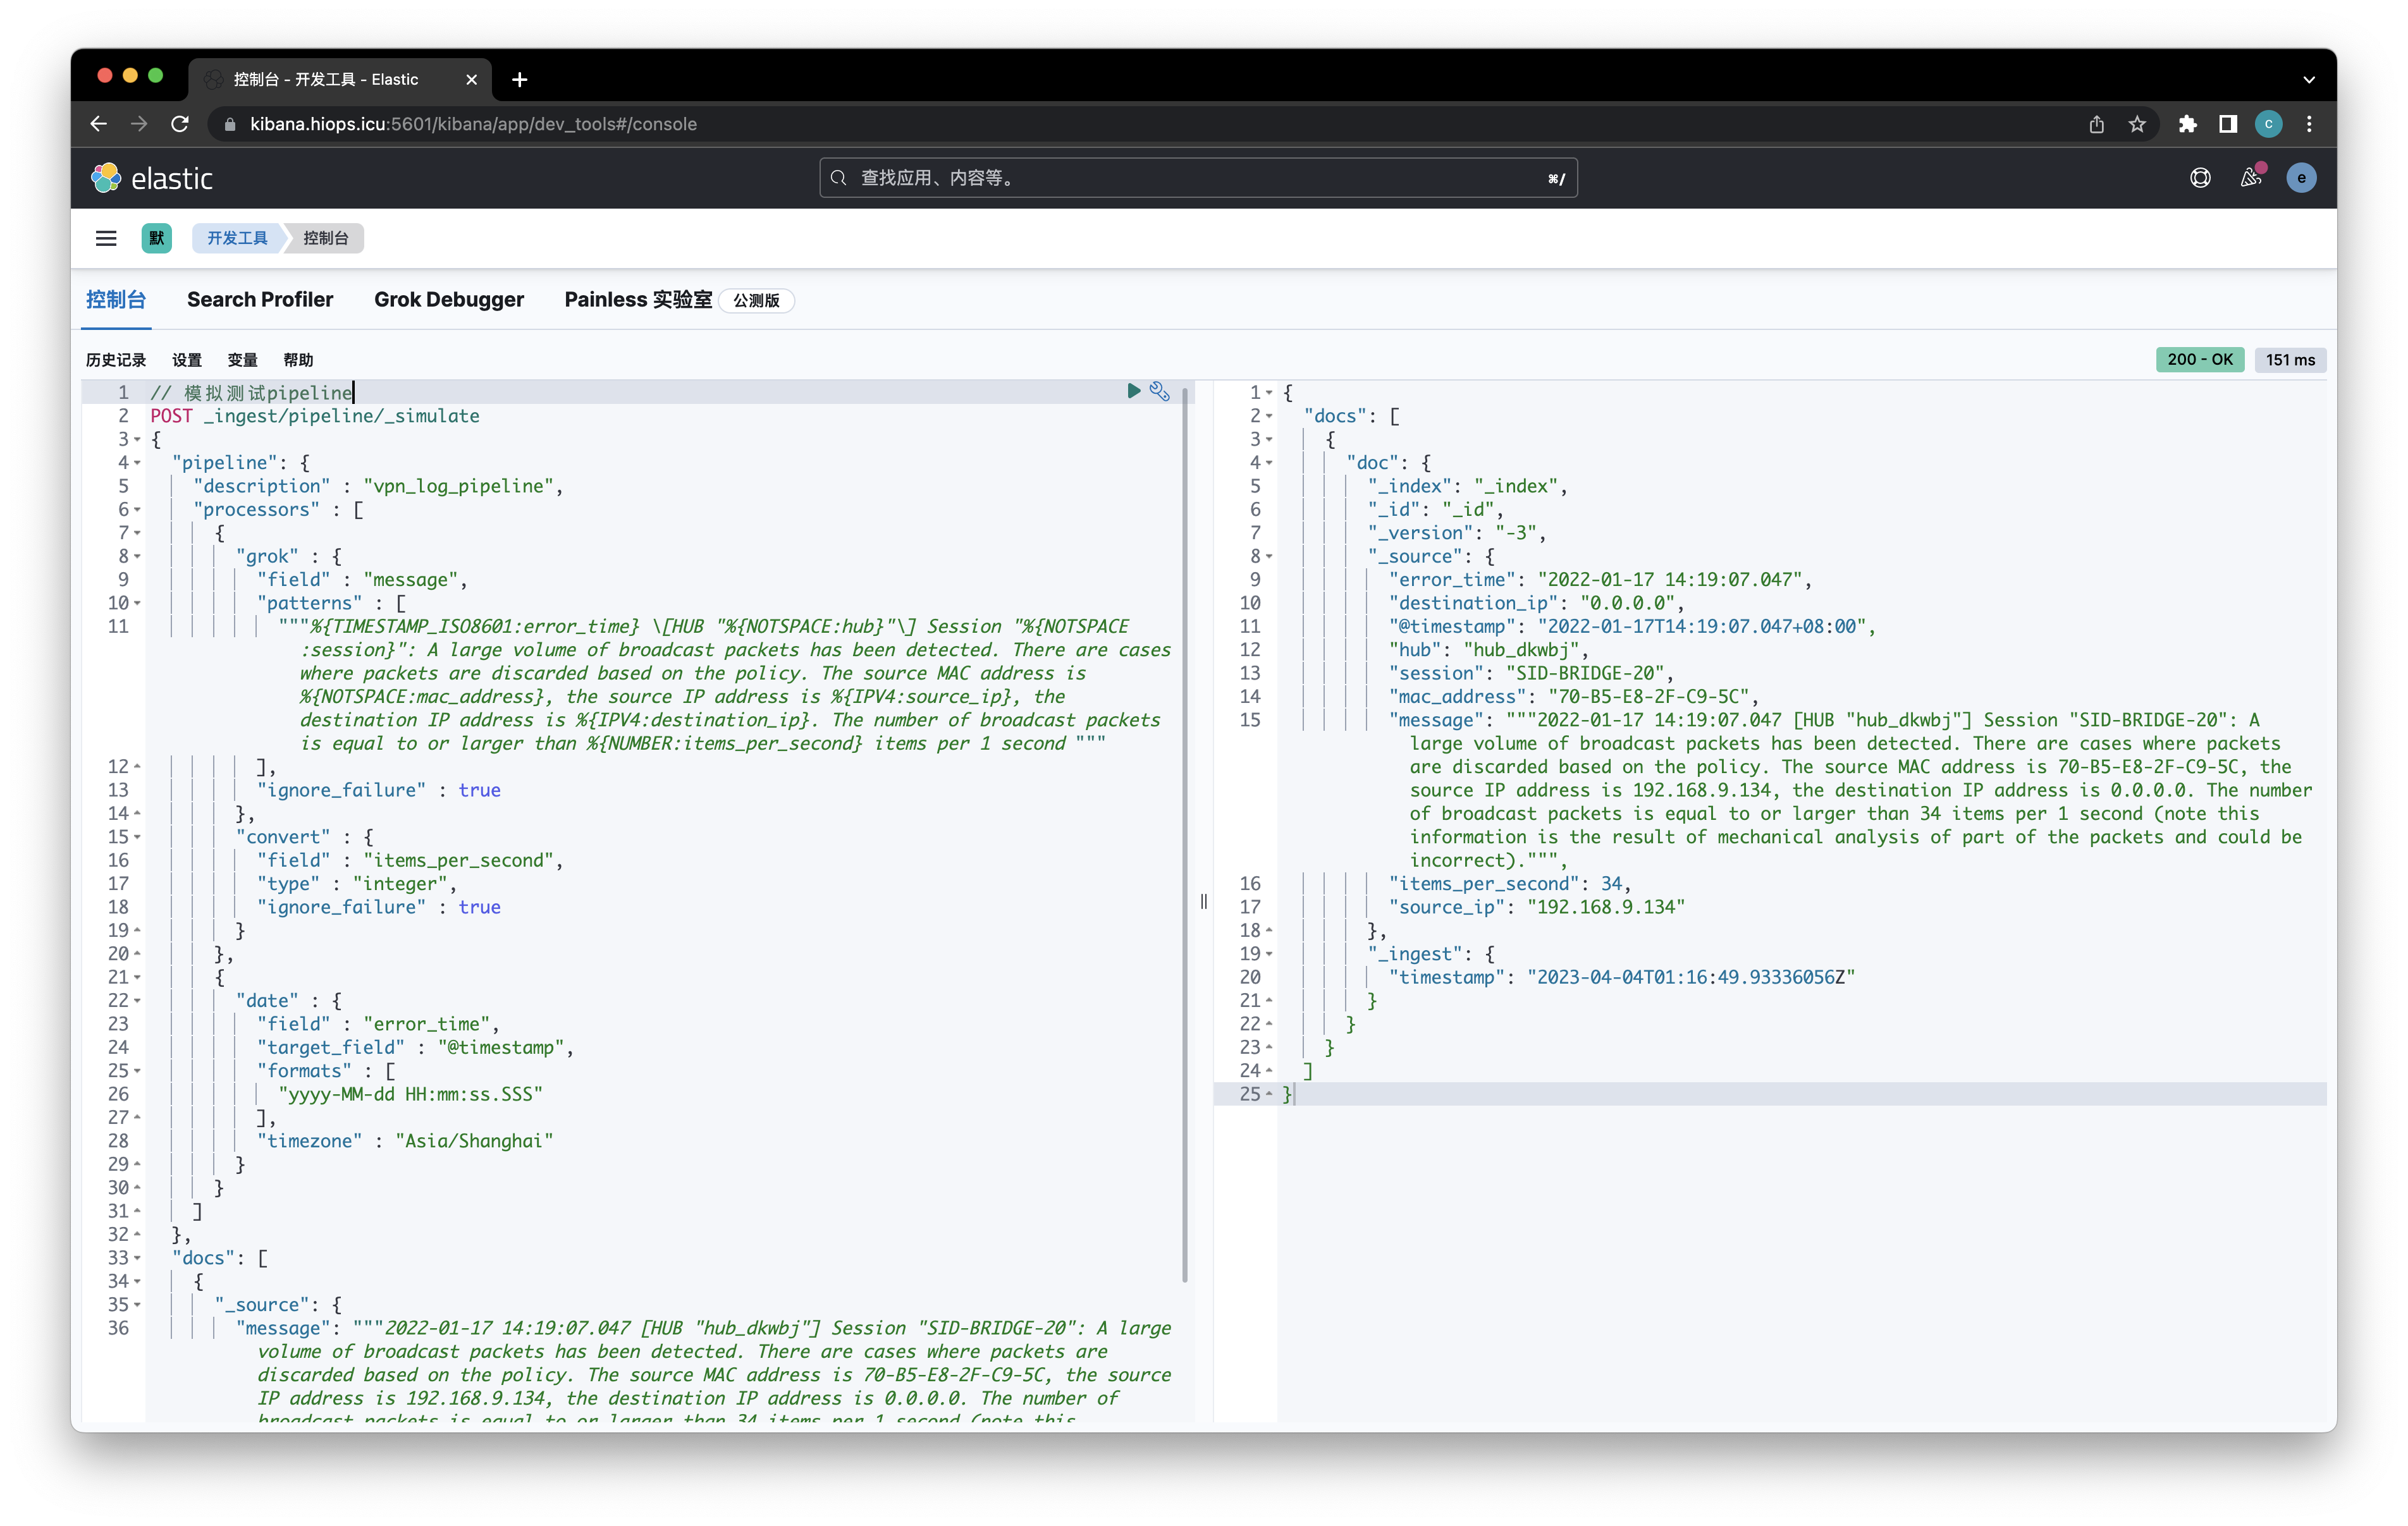 控制台 - 开发工具 - Elastic
kibana.hiops.icu:5601/kibana/app/dev_tools#/console
C
elastic
查找应用、内容等。
⌘/
e
默
开发工具
控制台
控制台
Search Profiler
Grok Debugger
Painless 实验室
公测版
历史记录
设置
变量
帮助
200 - OK
151 ms
1 // 模拟测试pipeline
2 POST _ingest/pipeline/_simulate
3 {
4 "pipeline": {
5 "description" : "vpn_log_pipeline",
6 "processors" : [
7 {
8 "grok" : {
9 "field" : "message",
10 "patterns" : [
11 """%{TIMESTAMP_ISO8601:error_time} \[HUB "%{NOTSPACE:hub}"\] Session "%{NOTSPACE
:session}": A large volume of broadcast packets has been detected. There are cases
where packets are discarded based on the policy. The source MAC address is
%{NOTSPACE:mac_address}, the source IP address is %{IPV4:source_ip}, the
destination IP address is %{IPV4:destination_ip}. The number of broadcast packets
is equal to or larger than %{NUMBER:items_per_second} items per 1 second """
12 ],
13 "ignore_failure" : true
14 },
15 "convert" : {
16 "field" : "items_per_second",
17 "type" : "integer",
18 "ignore_failure" : true
19 }
20 },
21 {
22 "date" : {
23 "field" : "error_time",
24 "target_field" : "@timestamp",
25 "formats" : [
26 "yyyy-MM-dd HH:mm:ss.SSS"
27 ],
28 "timezone" : "Asia/Shanghai"
29 }
30 }
31 ]
32 },
33 "docs": [
34 {
35 "_source": {
36 "message": """2022-01-17 14:19:07.047 [HUB "hub_dkwbj"] Session "SID-BRIDGE-20": A large
volume of broadcast packets has been detected. There are cases where packets are
discarded based on the policy. The source MAC address is 70-B5-E8-2F-C9-5C, the source
IP address is 192.168.9.134, the destination IP address is 0.0.0.0. The number of
broadcast packets is equal to or larger than 34 items per 1 second (note this
1 {
2 "docs": [
3 {
4 "doc": {
5 "_index": "_index",
6 "_id": "_id",
7 "_version": "-3",
8 "_source": {
9 "error_time": "2022-01-17 14:19:07.047",
10 "destination_ip": "0.0.0.0",
11 "@timestamp": "2022-01-17T14:19:07.047+08:00",
12 "hub": "hub_dkwbj",
13 "session": "SID-BRIDGE-20",
14 "mac_address": "70-B5-E8-2F-C9-5C",
15 "message": """2022-01-17 14:19:07.047 [HUB "hub_dkwbj"] Session "SID-BRIDGE-20": A
large volume of broadcast packets has been detected. There are cases where packets
are discarded based on the policy. The source MAC address is 70-B5-E8-2F-C9-5C, the
source IP address is 192.168.9.134, the destination IP address is 0.0.0.0. The number
of broadcast packets is equal to or larger than 34 items per 1 second (note this
information is the result of mechanical analysis of part of the packets and could be
incorrect).""",
16 "items_per_second": 34,
17 "source_ip": "192.168.9.134"
18 },
19 "_ingest": {
20 "timestamp": "2023-04-04T01:16:49.93336056Z"
21 }
22 }
23 }
24 ]
25 }